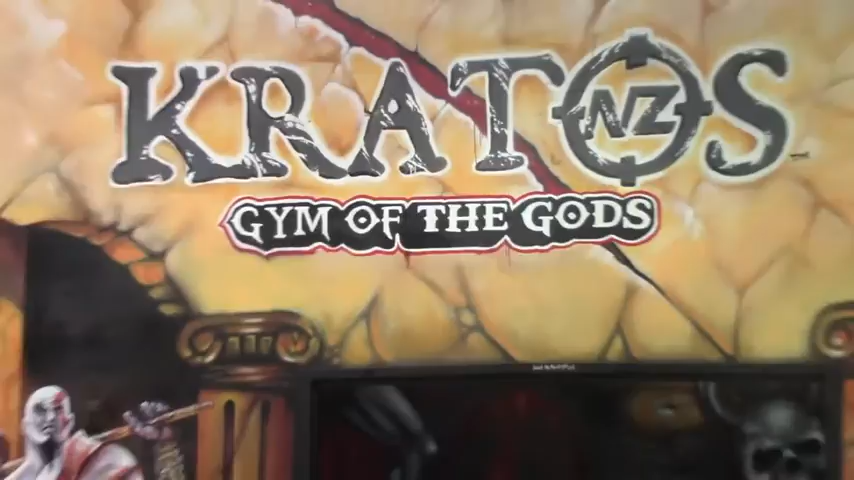 KRATOS
NZ
GYM OF THE GODS